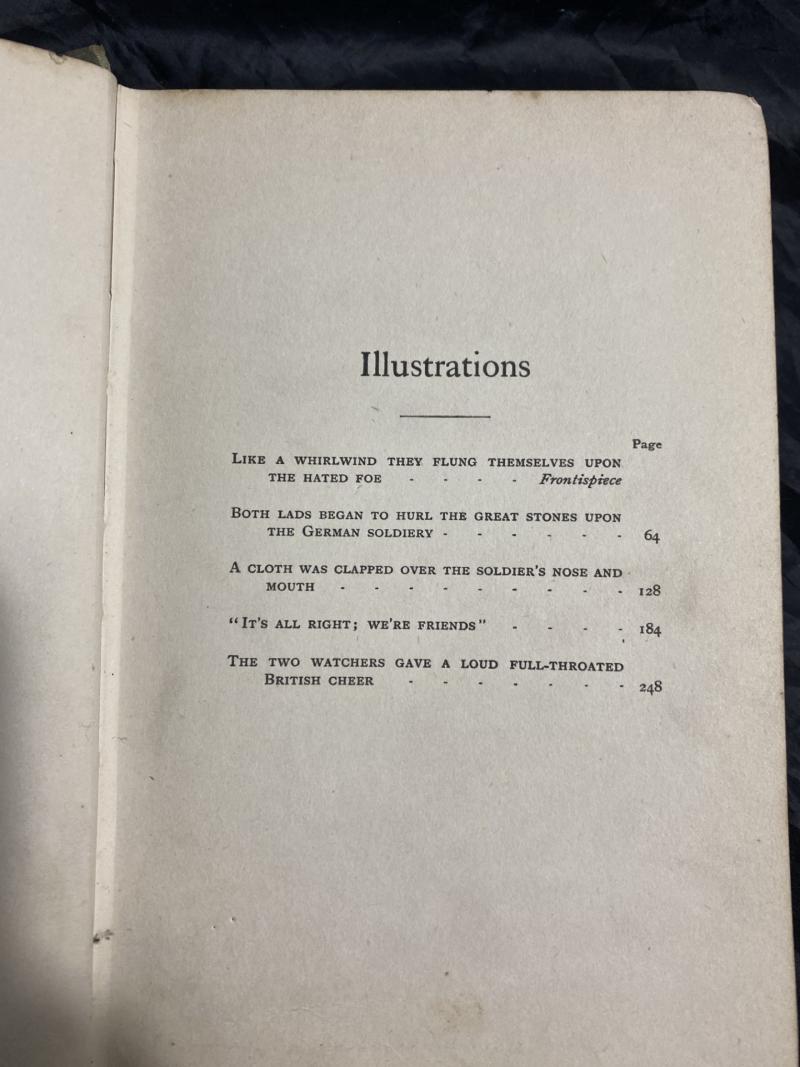 Illustrations
Page
Like a whirlwind they flung themselves upon
the hated foe - - - - Frontispiece
Both lads began to hurl the great stones upon
the German soldiery - - - - - - 64
A cloth was clapped over the soldier's nose and
mouth - - - - - - - - - 128
"It's all right; we're friends" - - - - 184
The two watchers gave a loud full-throated
British cheer - - - - - - - 248